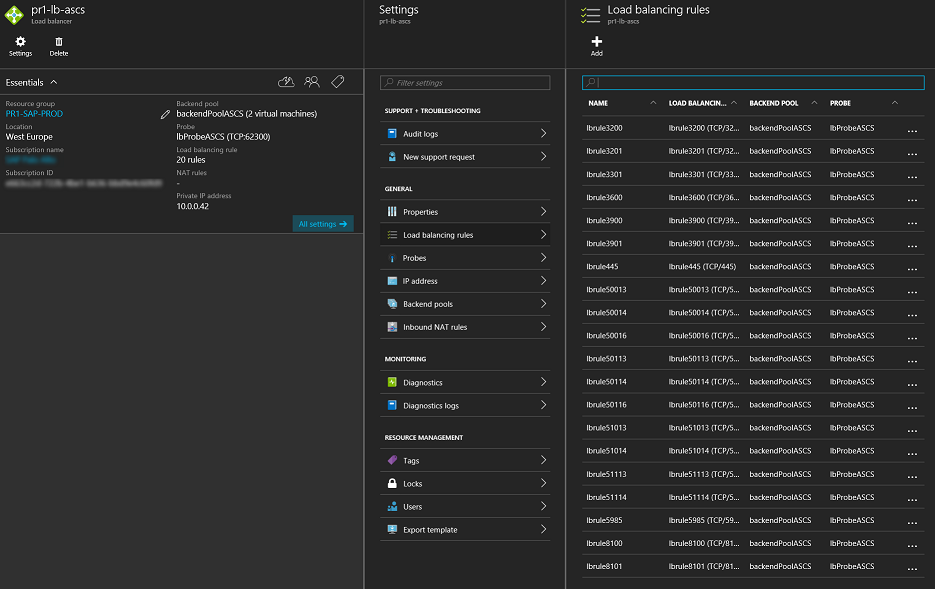 pr1-lb-ascs
Load balancer
Settings
Delete
Essentials
Resource group
PR1-SAP-PROD
Location
West Europe
Subscription name
Subscription ID
Backend pool
backendPoolASCS (2 virtual machines)
Probe
lbProbeASCS (TCP:62300)
Load balancing rule
20 rules
NAT rules
-
Private IP address
10.0.0.42
All settings →
Settings
pr1-lb-ascs
Filter settings
SUPPORT + TROUBLESHOOTING
Audit logs
New support request
GENERAL
Properties
Load balancing rules
Probes
IP address
Backend pools
Inbound NAT rules
MONITORING
Diagnostics
Diagnostics logs
RESOURCE MANAGEMENT
Tags
Locks
Users
Export template
Load balancing rules
pr1-lb-ascs
Add
NAME LOAD BALANCIN... BACKEND POOL PROBE
lbrule3200 lbrule3200 (TCP/32... backendPoolASCS lbProbeASCS ...
lbrule3201 lbrule3201 (TCP/32... backendPoolASCS lbProbeASCS ...
lbrule3301 lbrule3301 (TCP/33... backendPoolASCS lbProbeASCS ...
lbrule3600 lbrule3600 (TCP/36... backendPoolASCS lbProbeASCS ...
lbrule3900 lbrule3900 (TCP/39... backendPoolASCS lbProbeASCS ...
lbrule3901 lbrule3901 (TCP/39... backendPoolASCS lbProbeASCS ...
lbrule445 lbrule445 (TCP/445) backendPoolASCS lbProbeASCS ...
lbrule50013 lbrule50013 (TCP/5... backendPoolASCS lbProbeASCS ...
lbrule50014 lbrule50014 (TCP/5... backendPoolASCS lbProbeASCS ...
lbrule50016 lbrule50016 (TCP/5... backendPoolASCS lbProbeASCS ...
lbrule50113 lbrule50113 (TCP/5... backendPoolASCS lbProbeASCS ...
lbrule50114 lbrule50114 (TCP/5... backendPoolASCS lbProbeASCS ...
lbrule50116 lbrule50116 (TCP/5... backendPoolASCS lbProbeASCS ...
lbrule51013 lbrule51013 (TCP/5... backendPoolASCS lbProbeASCS ...
lbrule51014 lbrule51014 (TCP/5... backendPoolASCS lbProbeASCS ...
lbrule51113 lbrule51113 (TCP/5... backendPoolASCS lbProbeASCS ...
lbrule51114 lbrule51114 (TCP/5... backendPoolASCS lbProbeASCS ...
lbrule5985 lbrule5985 (TCP/59... backendPoolASCS lbProbeASCS ...
lbrule8100 lbrule8100 (TCP/81... backendPoolASCS lbProbeASCS ...
lbrule8101 lbrule8101 (TCP/81... backendPoolASCS lbProbeASCS ...